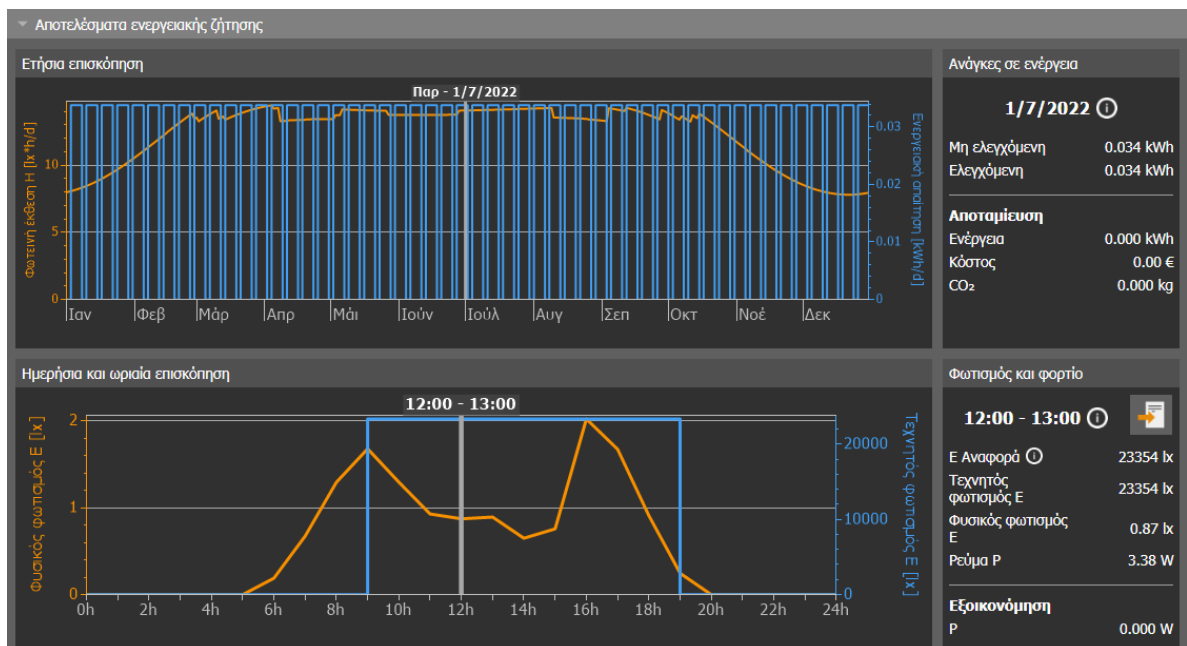 Αποτελέσματα ενεργειακής ζήτησης
Ετήσια επισκόπηση
Παρ - 1/7/2022
Φωτεινή έκθεση H [lx*h/d]
10
5
0
Ενεργειακή απαίτηση [kWh/d]
0.03
0.02
0.01
0
Ιαν Φεβ Μάρ Απρ Μάι Ιούν Ιούλ Αυγ Σεπ Οκτ Νοέ Δεκ
Ανάγκες σε ενέργεια
1/7/2022
Μη ελεγχόμενη 0.034 kWh
Ελεγχόμενη 0.034 kWh
Αποταμίευση
Ενέργεια 0.000 kWh
Κόστος 0.00 €
CO₂ 0.000 kg
Ημερήσια και ωριαία επισκόπηση
12:00 - 13:00
Φυσικός φωτισμός E [lx]
2
1
0
Τεχνητός φωτισμός E [lx]
20000
10000
0
0h 2h 4h 6h 8h 10h 12h 14h 16h 18h 20h 22h 24h
Φωτισμός και φορτίο
12:00 - 13:00
E Αναφορά 23354 lx
Τεχνητός
φωτισμός E 23354 lx
Φυσικός φωτισμός
E 0.87 lx
Ρεύμα P 3.38 W
Εξοικονόμηση
P 0.000 W